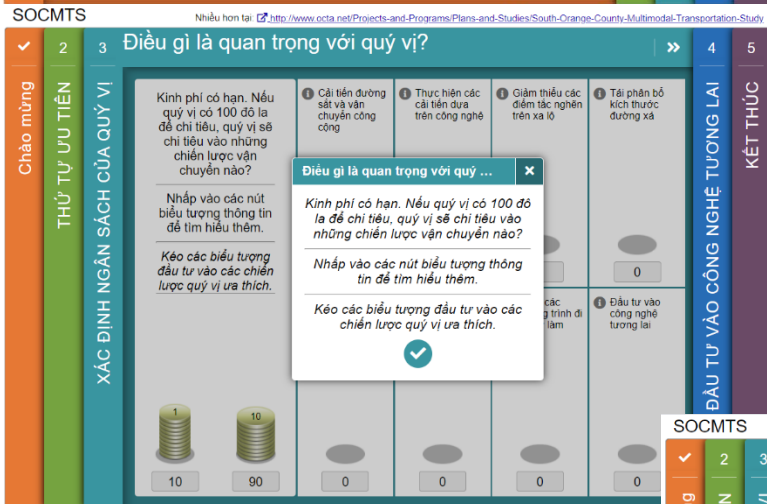 SOCMTS
Nhiều hơn tại: http://www.octa.net/Projects-and-Programs/Plans-and-Studies/South-Orange-County-Multimodal-Transportation-Study
Chào mừng
2
THỨ TỰ ƯU TIÊN
3
XÁC ĐỊNH NGÂN SÁCH CỦA QUÝ VỊ
Điều gì là quan trọng với quý vị?
»
4
ĐẦU TƯ VÀO CÔNG NGHỆ TƯƠNG LAI
5
KẾT THÚC
Kinh phí có hạn. Nếu
quý vị có 100 đô la
để chi tiêu, quý vị sẽ
chi tiêu vào những
chiến lược vận
chuyển nào?
Nhấp vào các nút
biểu tượng thông tin
để tìm hiểu thêm.
Kéo các biểu tượng
đầu tư vào các chiến
lược quý vị ưa thích.
1
10
10
90
Cải tiến đường
sắt và vận
chuyển công
cộng
Thực hiện các
cải tiến dựa
trên công nghệ
Giảm thiểu các
điểm tắc nghẽn
trên xa lộ
Tái phân bổ
kích thước
đường xá
0
Điều gì là quan trọng với quý ...
Kinh phí có hạn. Nếu quý vị có 100 đô
la để chi tiêu, quý vị sẽ chi tiêu vào
những chiến lược vận chuyển nào?
Nhấp vào các nút biểu tượng thông
tin để tìm hiểu thêm.
Kéo các biểu tượng đầu tư vào các
chiến lược quý vị ưa thích.
các
trình đi
làm
Đầu tư vào
công nghệ
tương lai
0
0
0
0
SOCMTS
2
3